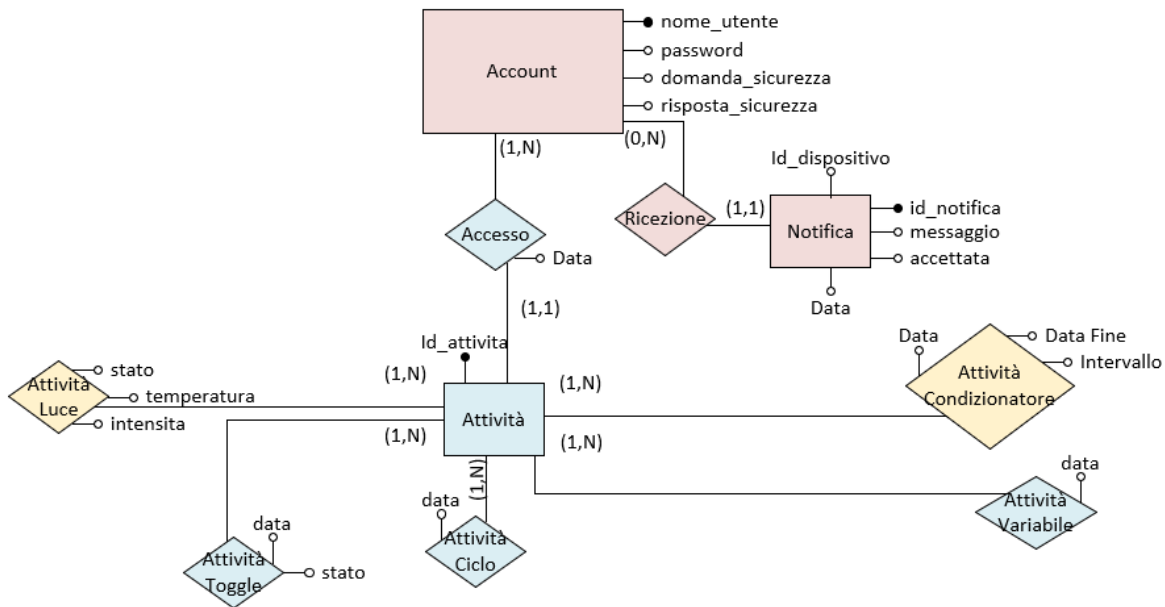 Account
nome_utente
password
domanda_sicurezza
risposta_sicurezza
(1,N)
(0,N)
Id_dispositivo
Ricezione
(1,1)
Notifica
id_notifica
messaggio
accettata
Data
Accesso
Data
(1,1)
Id_attivita
(1,N)
(1,N)
Attività
Luce
stato
temperatura
intensita
Attività
(1,N)
(1,N)
(1,N)
Data
Data Fine
Intervallo
Attività
Condizionatore
data
Attività
Variabile
data
Attività
Ciclo
data
Attività
Toggle
stato